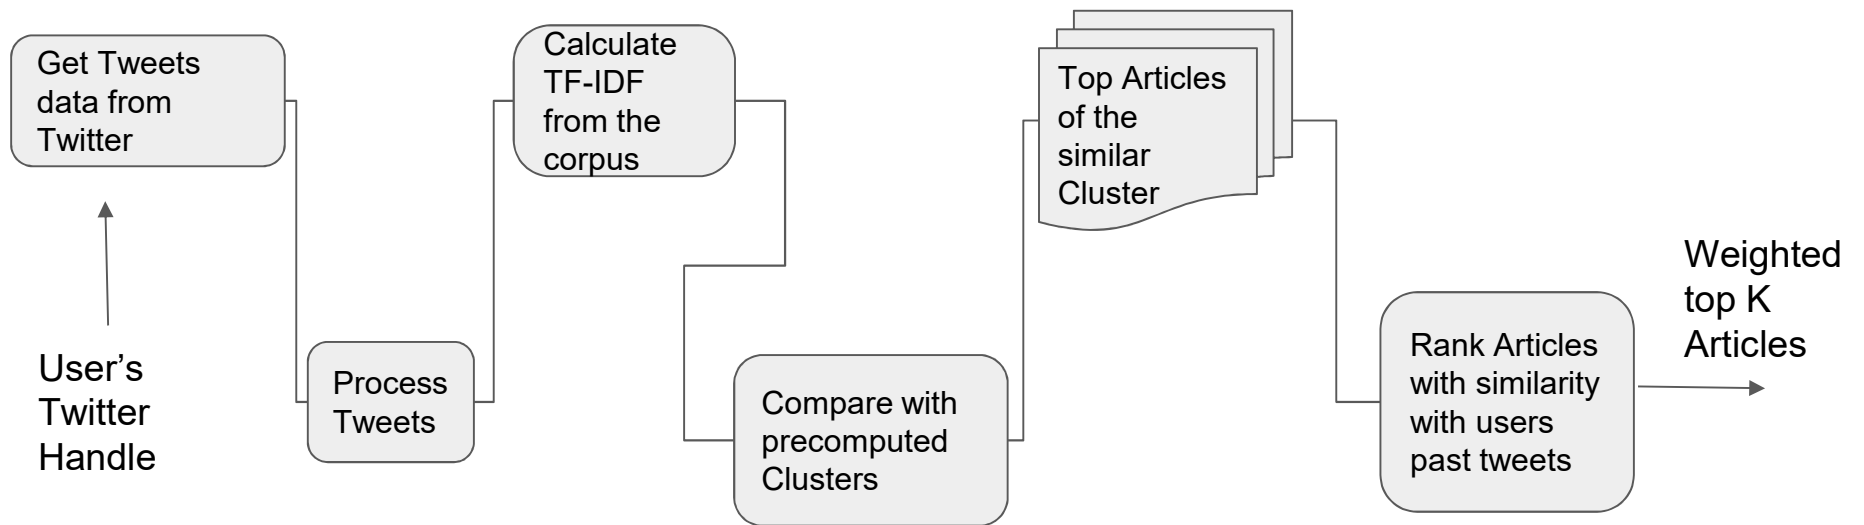 Get Tweets
data from
Twitter
User’s
Twitter
Handle
Process
Tweets
Calculate
TF-IDF
from the
corpus
Compare with
precomputed
Clusters
Top Articles
of the
similar
Cluster
Rank Articles
with similarity
with users
past tweets
Weighted
top K
Articles